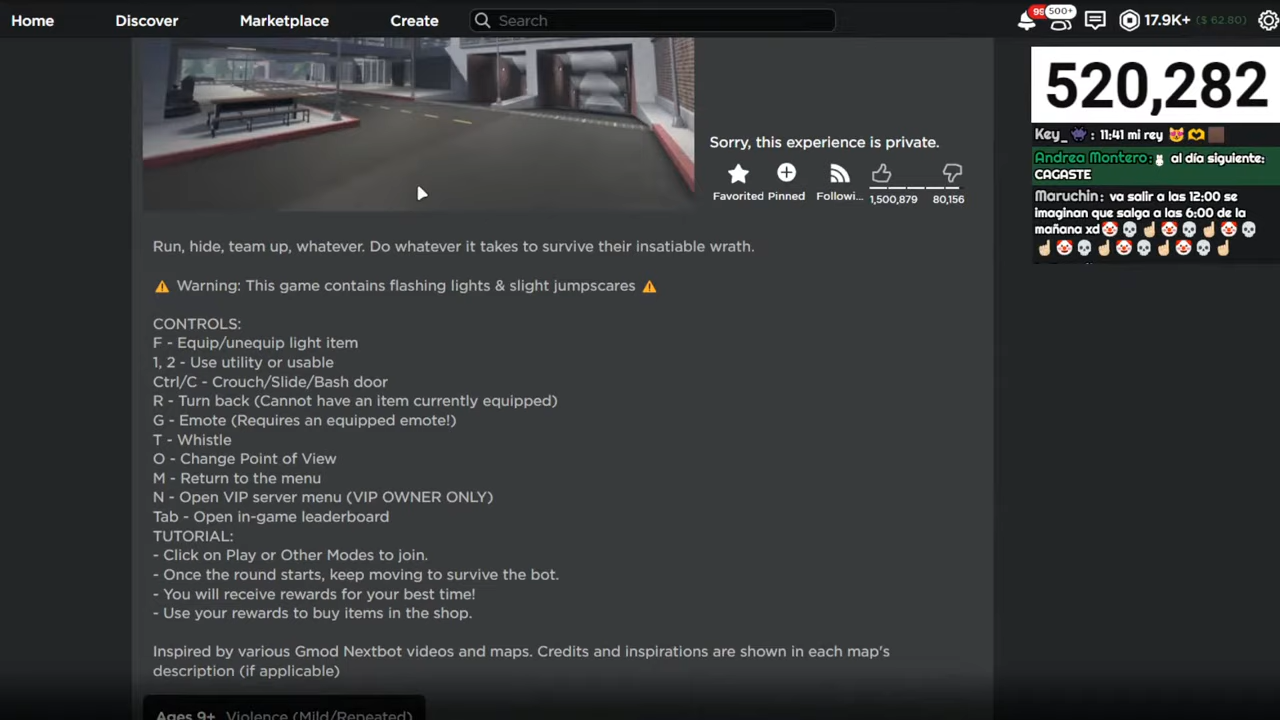 Home Discover Marketplace Create Search 99 500+ 17.9K+ ($ 62.80)
520,282
Key_ 👾 : 11:41 mi rey 😻 🫶 🟫
Andrea Montero: 🐰 al día siguiente:
CAGASTE
Maruchin : va salir a las 12:00 se
imaginan que salga a las 6:00 de la
mañana xd🤡💀☝🏻🤡💀☝🏻🤡💀
☝🏻🤡💀☝🏻🤡💀☝🏻🤡💀☝🏻
Sorry, this experience is private.
Favorited Pinned Followi... 1,500,879 80,156
Run, hide, team up, whatever. Do whatever it takes to survive their insatiable wrath.
⚠ Warning: This game contains flashing lights & slight jumpscares ⚠
CONTROLS:
F - Equip/unequip light item
1, 2 - Use utility or usable
Ctrl/C - Crouch/Slide/Bash door
R - Turn back (Cannot have an item currently equipped)
G - Emote (Requires an equipped emote!)
T - Whistle
O - Change Point of View
M - Return to the menu
N - Open VIP server menu (VIP OWNER ONLY)
Tab - Open in-game leaderboard
TUTORIAL:
- Click on Play or Other Modes to join.
- Once the round starts, keep moving to survive the bot.
- You will receive rewards for your best time!
- Use your rewards to buy items in the shop.
Inspired by various Gmod Nextbot videos and maps. Credits and inspirations are shown in each map's
description (if applicable)
Ages 9+ Violence (Mild/Repeated)